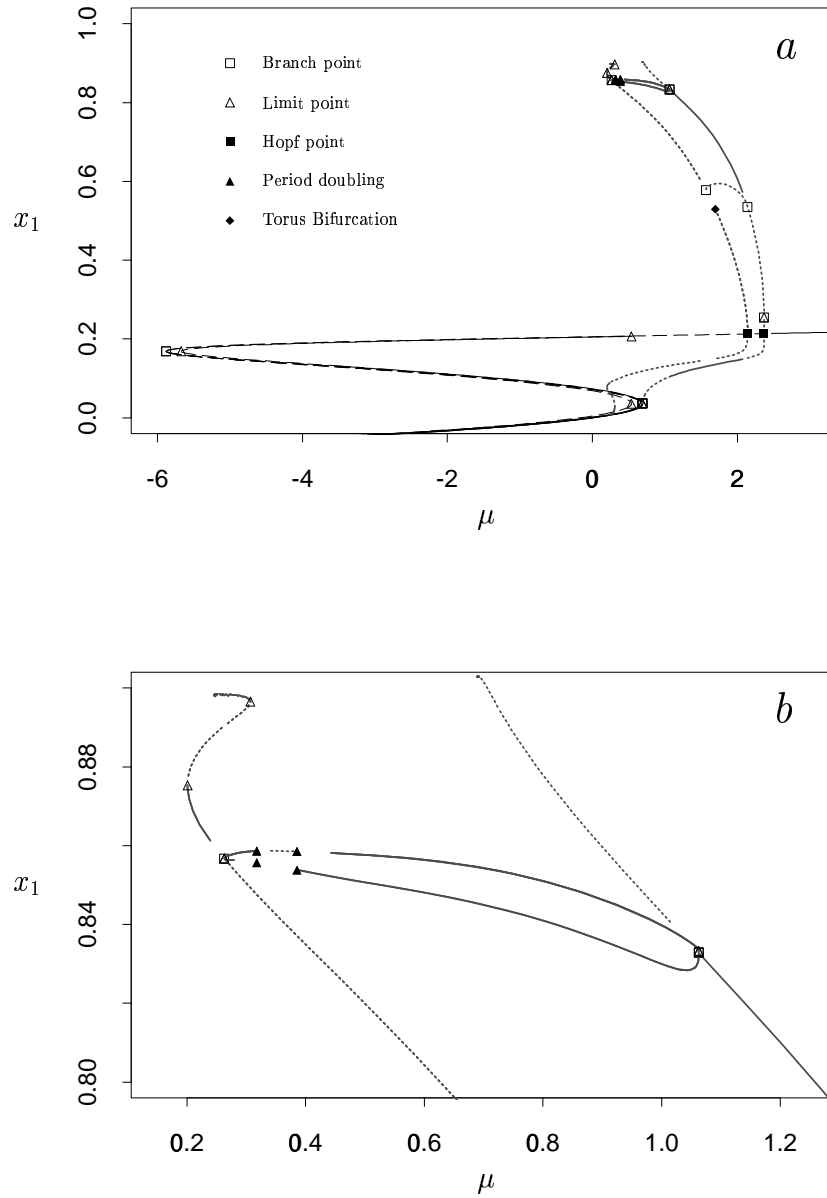 a
1.0
0.8
0.6
0.4
0.2
0.0
x1
Branch point
Limit point
Hopf point
Period doubling
Torus Bifurcation
-6 -4 -2 0 2
μ
b
0.88
0.84
0.80
x1
0.2 0.4 0.6 0.8 1.0 1.2
μ